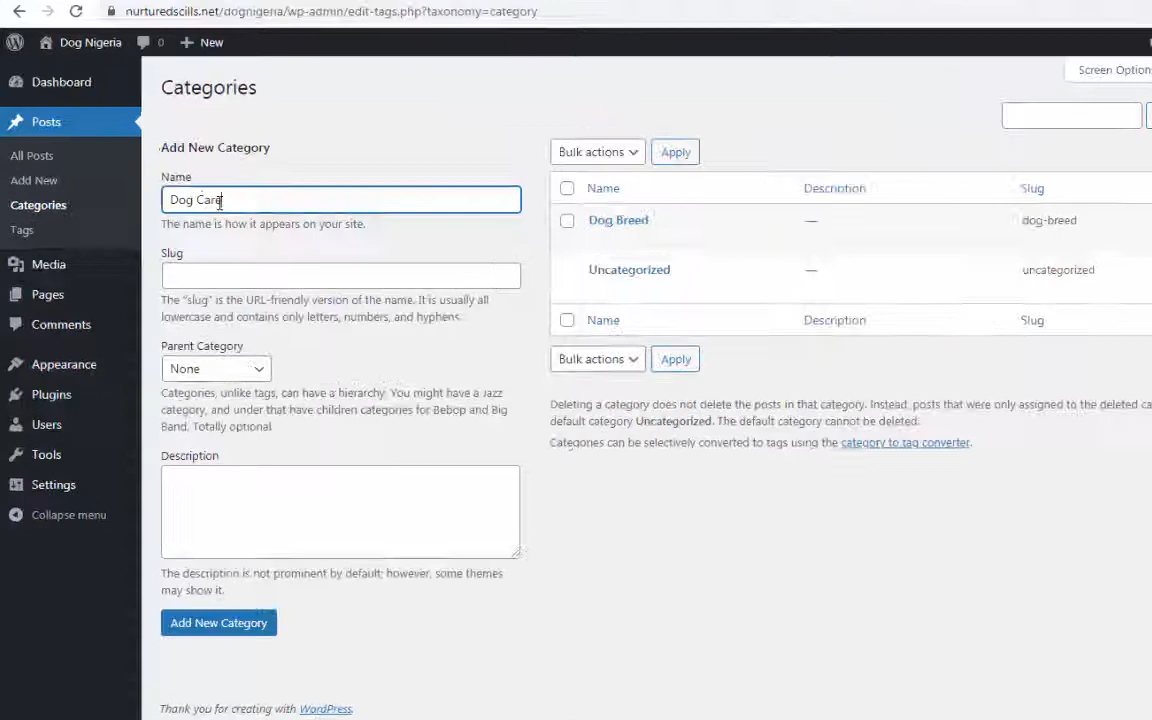 nurturedscills.net/dognigeria/wp-admin/edit-tags.php?taxonomy=category
Dog Nigeria 0 New
Dashboard
Posts
All Posts
Add New
Categories
Tags
Media
Pages
Comments
Appearance
Plugins
Users
Tools
Settings
Collapse menu
Screen Option
Categories
Add New Category
Name
Dog Care
The name is how it appears on your site.
Slug
The “slug” is the URL-friendly version of the name. It is usually all
lowercase and contains only letters, numbers, and hyphens.
Parent Category
None
Categories, unlike tags, can have a hierarchy. You might have a Jazz
category, and under that have children categories for Bebop and Big
Band. Totally optional.
Description
The description is not prominent by default; however, some themes
may show it.
Add New Category
Bulk actions Apply
Name Description Slug
Dog Breed — dog-breed
Uncategorized — uncategorized
Name Description Slug
Bulk actions Apply
Deleting a category does not delete the posts in that category. Instead, posts that were only assigned to the deleted ca
default category Uncategorized. The default category cannot be deleted.
Categories can be selectively converted to tags using the category to tag converter.
Thank you for creating with WordPress.